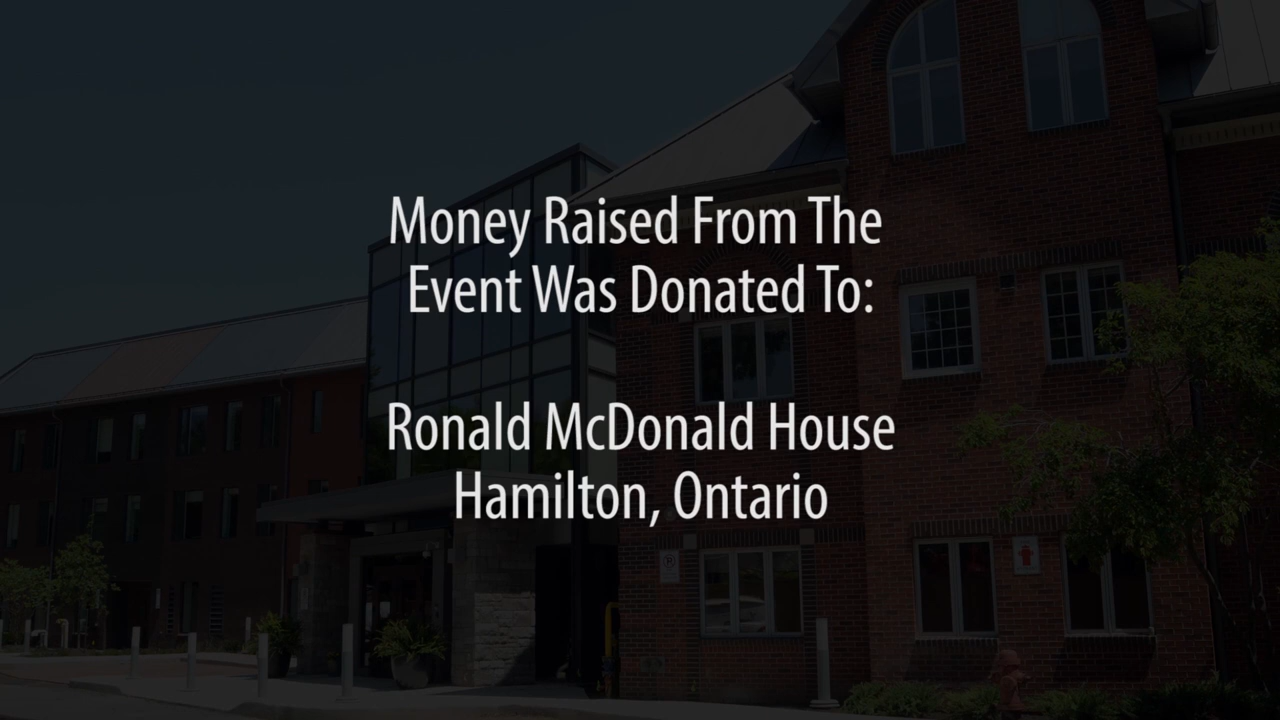 Money Raised From The
Event Was Donated To:
Ronald McDonald House
Hamilton, Ontario